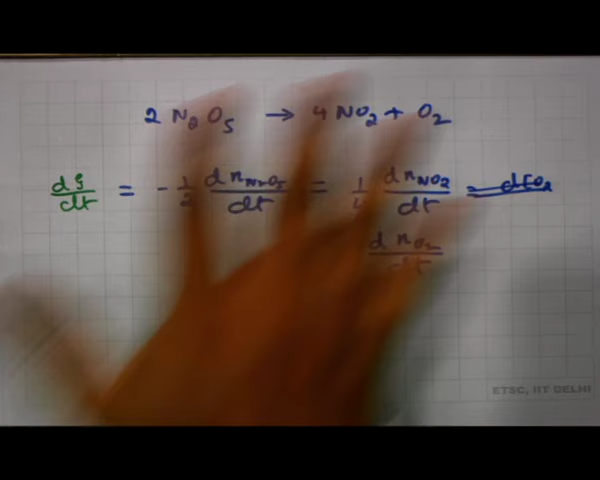 2 N2O5 → 4 NO2 + O2
dξ/dt = - 1/2 dnN2O5/dt = 1/4 dnNO2/dt
dnO2/dt
ETSC, IIT DELHI